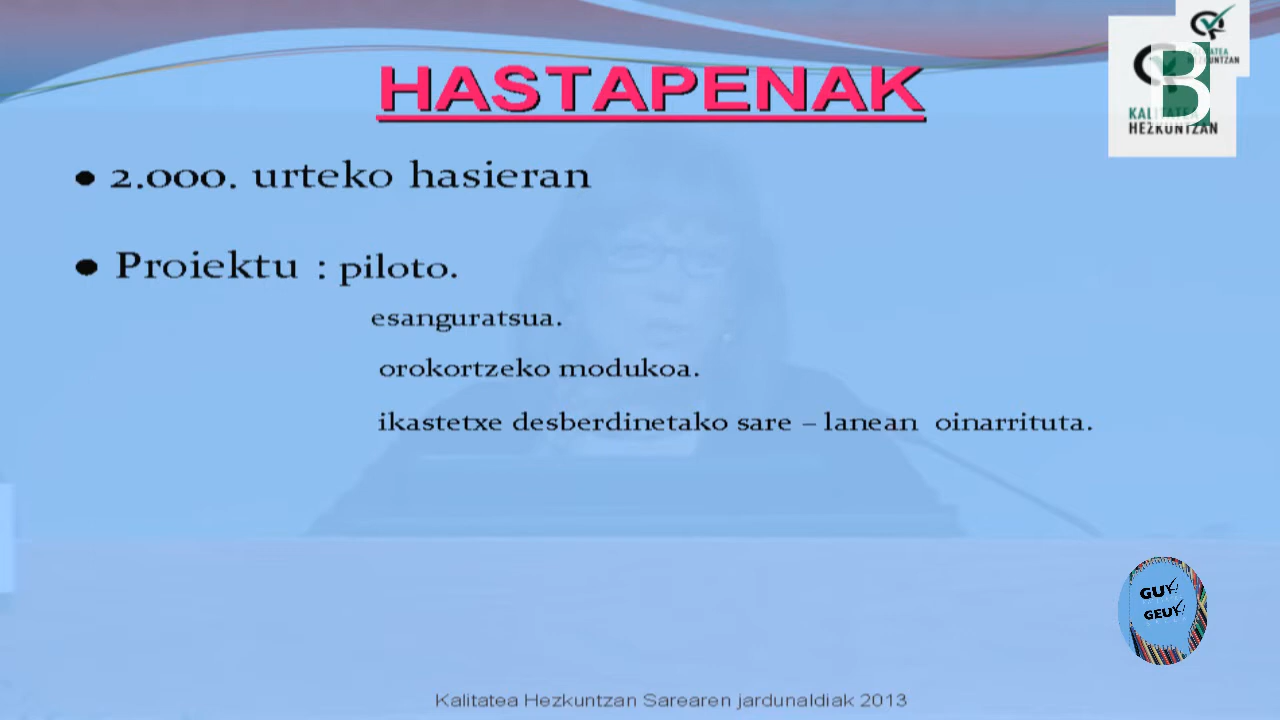 HASTAPENAK
B
KALITATEA
HEZKUNTZAN
2.000. urteko hasieran
Proiektu : piloto.
esanguratsua.
orokortzeko modukoa.
ikastetxe desberdinetako sare – lanean oinarrituta.
GU
GEU
Kalitatea Hezkuntzan Sarearen jardunaldiak 2013